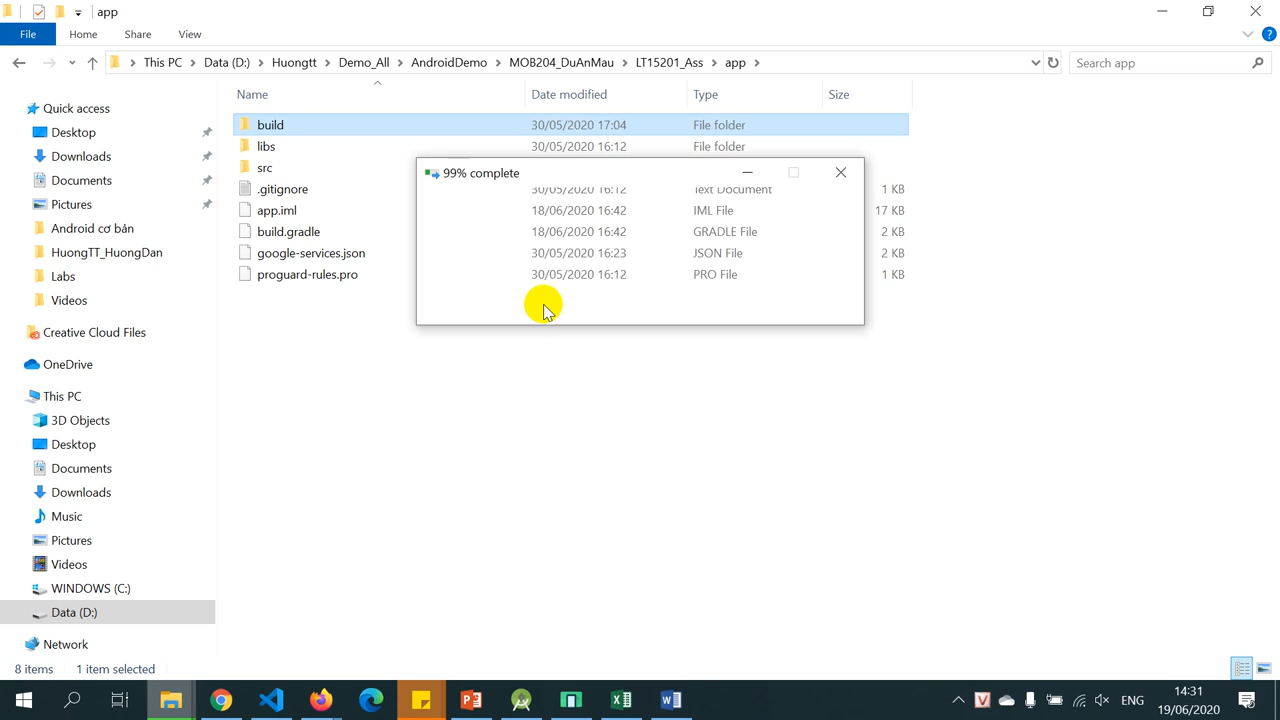 app
File Home Share View
This PC Data (D:) Huongtt Demo_All AndroidDemo MOB204_DuAnMau LT15201_Ass app Search app
Name Date modified Type Size
Quick access
Desktop
Downloads
Documents
Pictures
Android cơ bản
HuongTT_HuongDan
Labs
Videos
Creative Cloud Files
OneDrive
This PC
3D Objects
Desktop
Documents
Downloads
Music
Pictures
Videos
WINDOWS (C:)
Data (D:)
Network
build 30/05/2020 17:04 File folder
libs 30/05/2020 16:12 File folder
src
.gitignore 30/05/2020 16:12 Text Document 1 KB
app.iml 18/06/2020 16:42 IML File 17 KB
build.gradle 18/06/2020 16:42 GRADLE File 2 KB
google-services.json 30/05/2020 16:23 JSON File 2 KB
proguard-rules.pro 30/05/2020 16:12 PRO File 1 KB
99% complete
8 items 1 item selected
ENG
14:31
19/06/2020